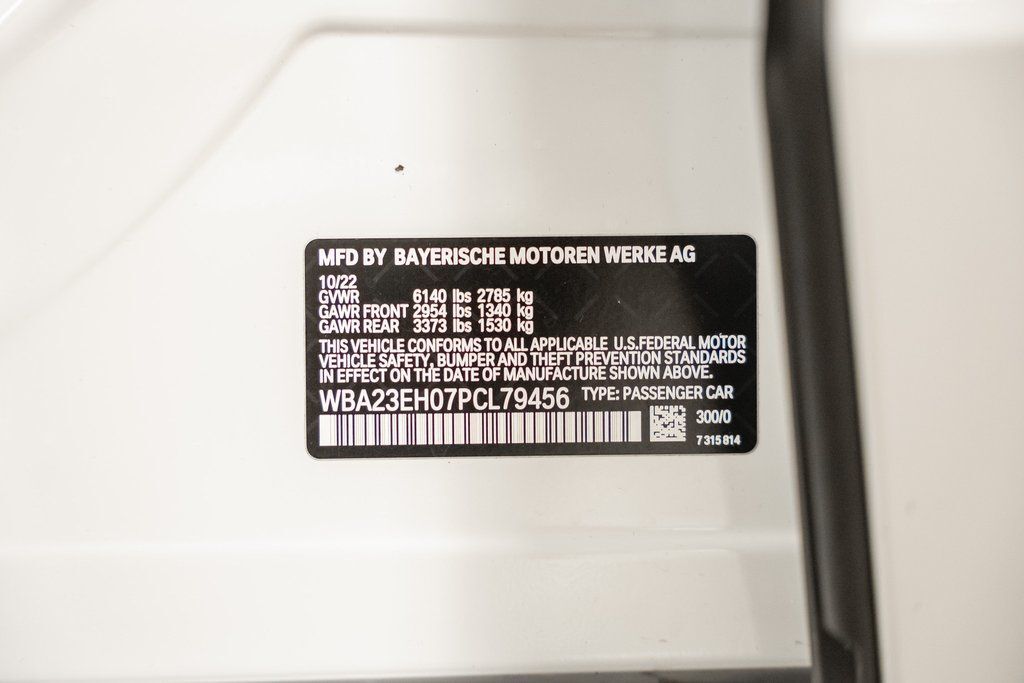 MFD BY BAYERISCHE MOTOREN WERKE AG
10/22
GVWR 6140 lbs 2785 kg
GAWR FRONT 2954 lbs 1340 kg
GAWR REAR 3373 lbs 1530 kg
THIS VEHICLE CONFORMS TO ALL APPLICABLE U.S.FEDERAL MOTOR
VEHICLE SAFETY, BUMPER AND THEFT PREVENTION STANDARDS
IN EFFECT ON THE DATE OF MANUFACTURE SHOWN ABOVE.
WBA23EH07PCL79456 TYPE: PASSENGER CAR
300/0
7 315 814